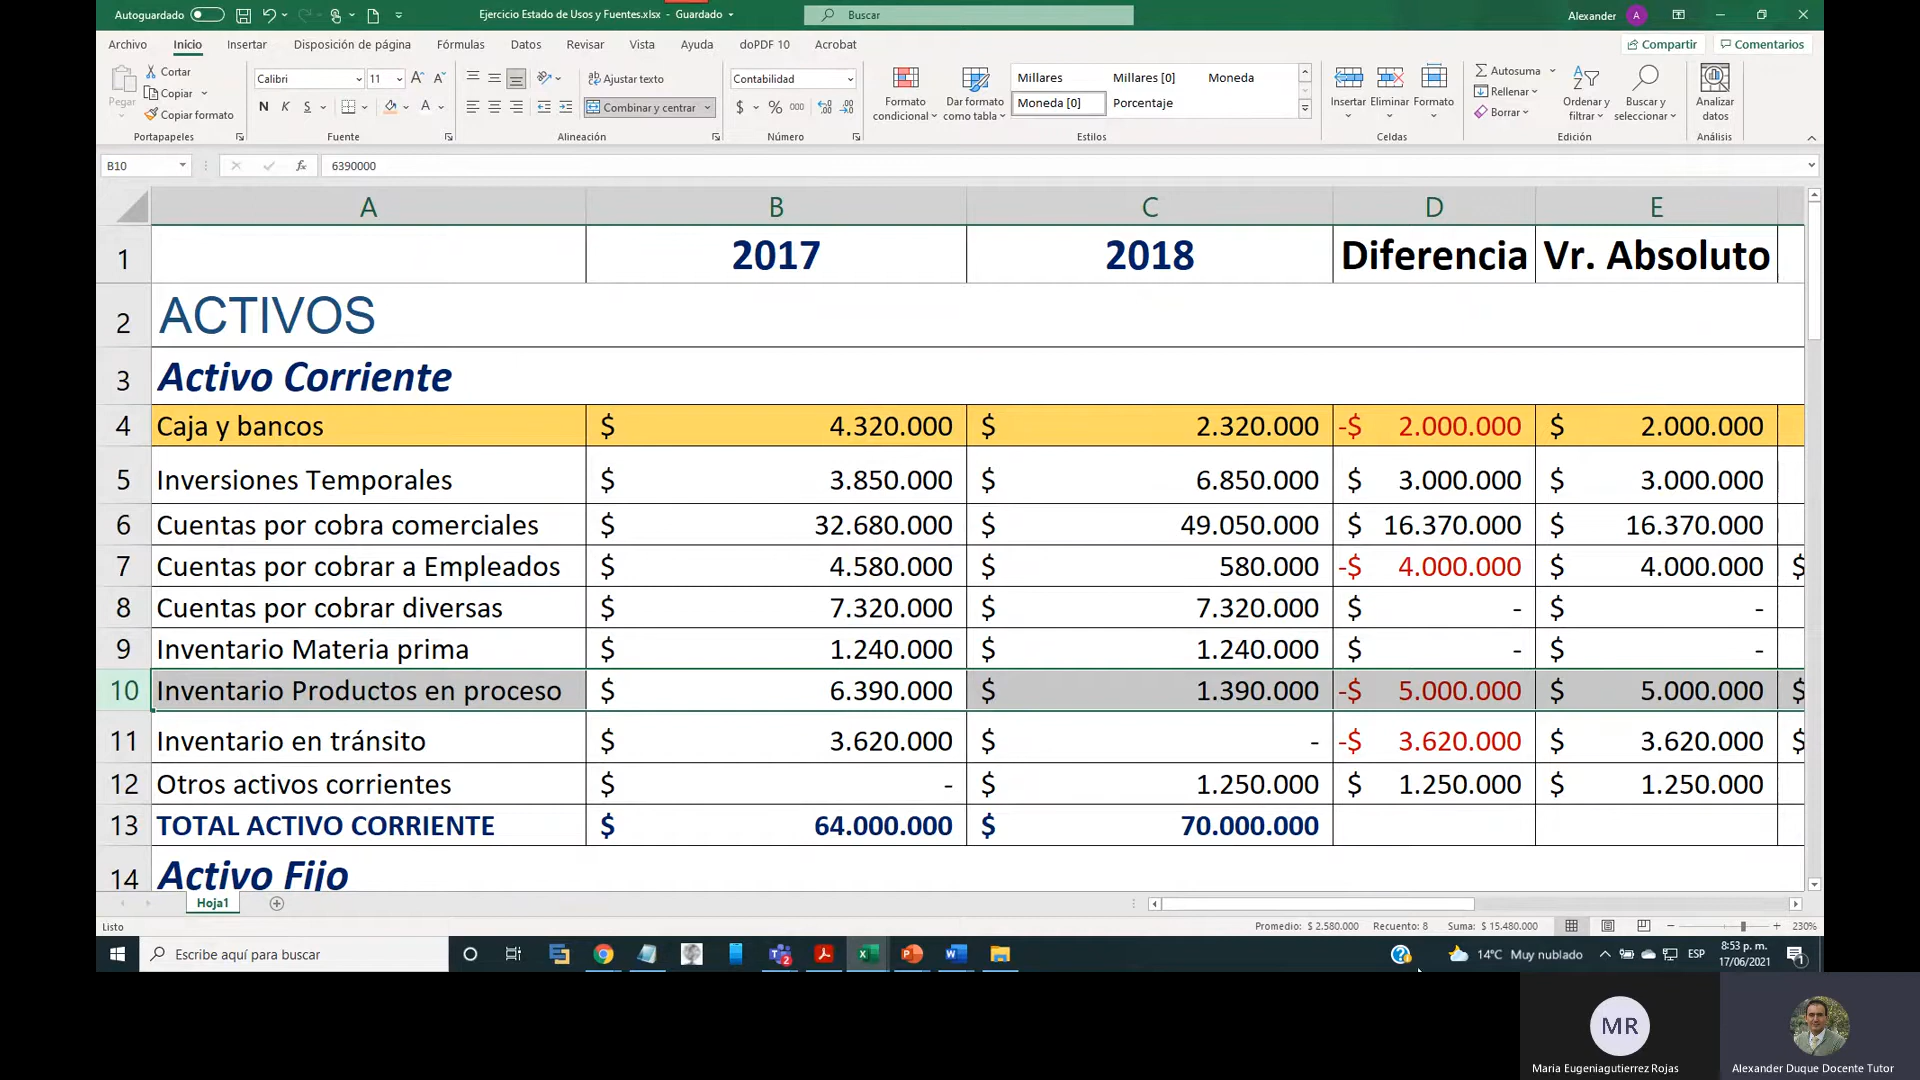 Autoguardado
Ejercicio Estado de Usos y Fuentes.xlsx - Guardado
Buscar
Alexander A
Archivo Inicio Insertar Disposición de página Fórmulas Datos Revisar Vista Ayuda doPDF 10 Acrobat
Compartir Comentarios
Pegar
Cortar
Copiar
Copiar formato
Portapapeles
Calibri 11
N K S
Fuente
Ajustar texto
Combinar y centrar
Alineación
Contabilidad
$ % 000
Número
Formato condicional
Dar formato como tabla
Millares Millares [0] Moneda
Moneda [0] Porcentaje
Estilos
Insertar Eliminar Formato
Celdas
Autosuma
Rellenar
Borrar
Ordenar y filtrar
Buscar y seleccionar
Edición
Analizar datos
Análisis
B10 fx 6390000
A B C D E
1 2017 2018 Diferencia Vr. Absoluto
2 ACTIVOS
3 Activo Corriente
4 Caja y bancos $ 4.320.000 $ 2.320.000 -$ 2.000.000 $ 2.000.000
5 Inversiones Temporales $ 3.850.000 $ 6.850.000 $ 3.000.000 $ 3.000.000
6 Cuentas por cobra comerciales $ 32.680.000 $ 49.050.000 $ 16.370.000 $ 16.370.000
7 Cuentas por cobrar a Empleados $ 4.580.000 $ 580.000 -$ 4.000.000 $ 4.000.000 $
8 Cuentas por cobrar diversas $ 7.320.000 $ 7.320.000 $ - $ -
9 Inventario Materia prima $ 1.240.000 $ 1.240.000 $ - $ -
10 Inventario Productos en proceso $ 6.390.000 $ 1.390.000 -$ 5.000.000 $ 5.000.000 $
11 Inventario en tránsito $ 3.620.000 $ - -$ 3.620.000 $ 3.620.000 $
12 Otros activos corrientes $ - $ 1.250.000 $ 1.250.000 $ 1.250.000
13 TOTAL ACTIVO CORRIENTE $ 64.000.000 $ 70.000.000
14 Activo Fijo
Hoja1
Listo
Promedio: $ 2.580.000 Recuento: 8 Suma: $ 15.480.000
230%
Escribe aquí para buscar
14°C Muy nublado
ESP
8:53 p. m.
17/06/2021
MR
Maria Eugeniagutierrez Rojas
Alexander Duque Docente Tutor